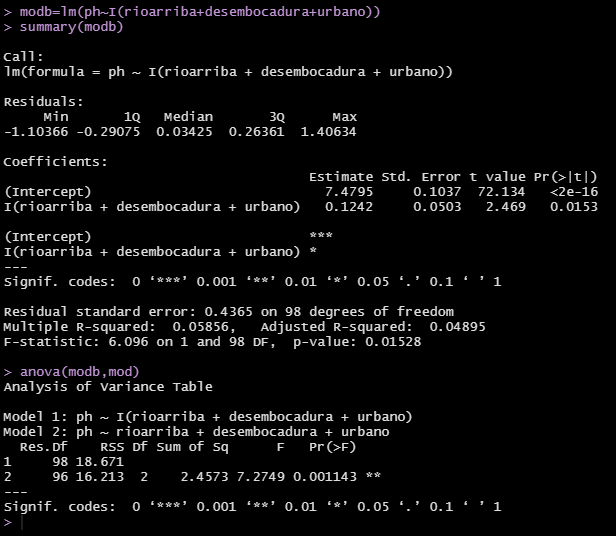 > modb=lm(ph~I(rioarriba+desembocadura+urbano))
> summary(modb)

Call:
lm(formula = ph ~ I(rioarriba + desembocadura + urbano))

Residuals:
     Min       1Q   Median       3Q      Max
-1.10366 -0.29075  0.03425  0.26361  1.40634

Coefficients:
                                      Estimate Std. Error t value Pr(>|t|)
(Intercept)                             7.4795     0.1037  72.134   <2e-16
I(rioarriba + desembocadura + urbano)   0.1242     0.0503   2.469   0.0153

(Intercept)                           ***
I(rioarriba + desembocadura + urbano) *
---
Signif. codes:  0 ‘***’ 0.001 ‘**’ 0.01 ‘*’ 0.05 ‘.’ 0.1 ‘ ’ 1

Residual standard error: 0.4365 on 98 degrees of freedom
Multiple R-squared:  0.05856,   Adjusted R-squared:  0.04895
F-statistic: 6.096 on 1 and 98 DF,  p-value: 0.01528

> anova(modb,mod)
Analysis of Variance Table

Model 1: ph ~ I(rioarriba + desembocadura + urbano)
Model 2: ph ~ rioarriba + desembocadura + urbano
  Res.Df    RSS Df Sum of Sq      F   Pr(>F)
1     98 18.671
2     96 16.213  2    2.4573 7.2749 0.001143 **
---
Signif. codes:  0 ‘***’ 0.001 ‘**’ 0.01 ‘*’ 0.05 ‘.’ 0.1 ‘ ’ 1
>